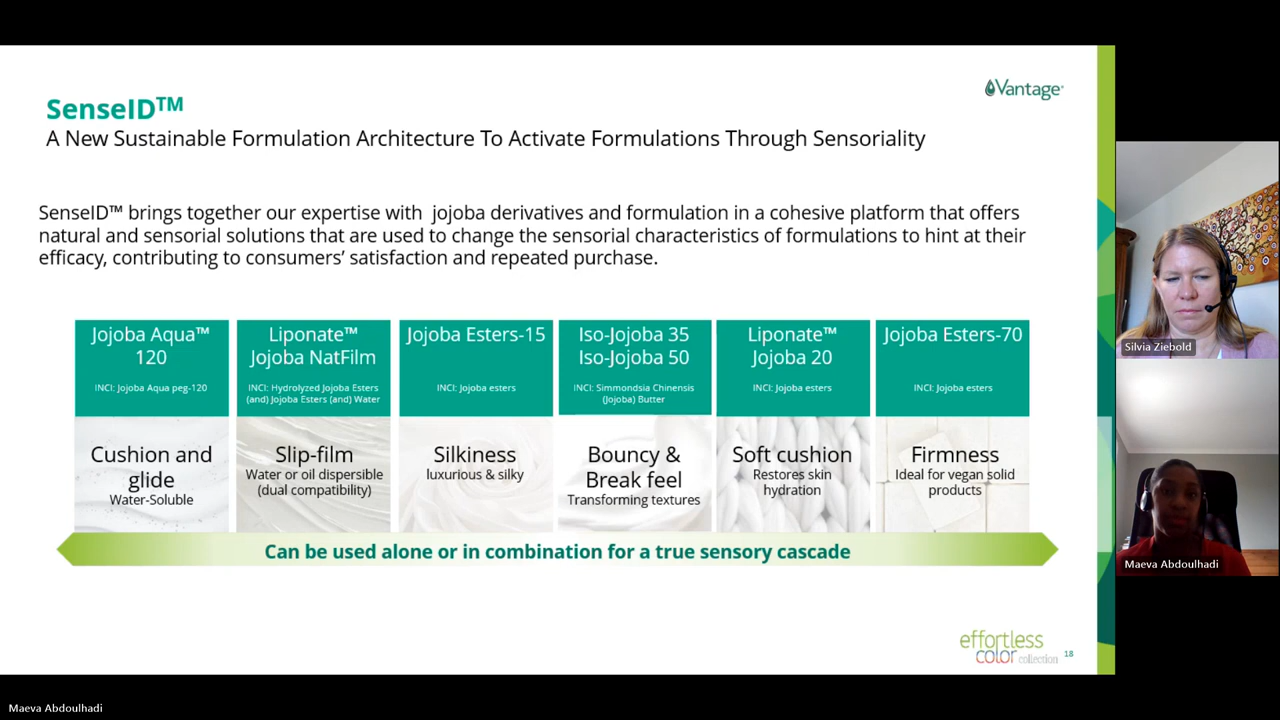 Vantage
SenseID™
A New Sustainable Formulation Architecture To Activate Formulations Through Sensoriality
SenseID™ brings together our expertise with jojoba derivatives and formulation in a cohesive platform that offers
natural and sensorial solutions that are used to change the sensorial characteristics of formulations to hint at their
efficacy, contributing to consumers’ satisfaction and repeated purchase.
Jojoba Aqua™
120
INCI: Jojoba Aqua peg-120
Cushion and
glide
Water-Soluble
Liponate™
Jojoba NatFilm
INCI: Hydrolyzed Jojoba Esters
(and) Jojoba Esters (and) Water
Slip-film
Water or oil dispersible
(dual compatibility)
Jojoba Esters-15
INCI: Jojoba esters
Silkiness
luxurious & silky
Iso-Jojoba 35
Iso-Jojoba 50
INCI: Simmondsia Chinensis
(Jojoba) Butter
Bouncy &
Break feel
Transforming textures
Liponate™
Jojoba 20
INCI: Jojoba esters
Soft cushion
Restores skin
hydration
Jojoba Esters-70
INCI: Jojoba esters
Firmness
Ideal for vegan solid
products
Can be used alone or in combination for a true sensory cascade
effortless
color collection
18
Silvia Ziebold
Maeva Abdoulhadi
Maeva Abdoulhadi